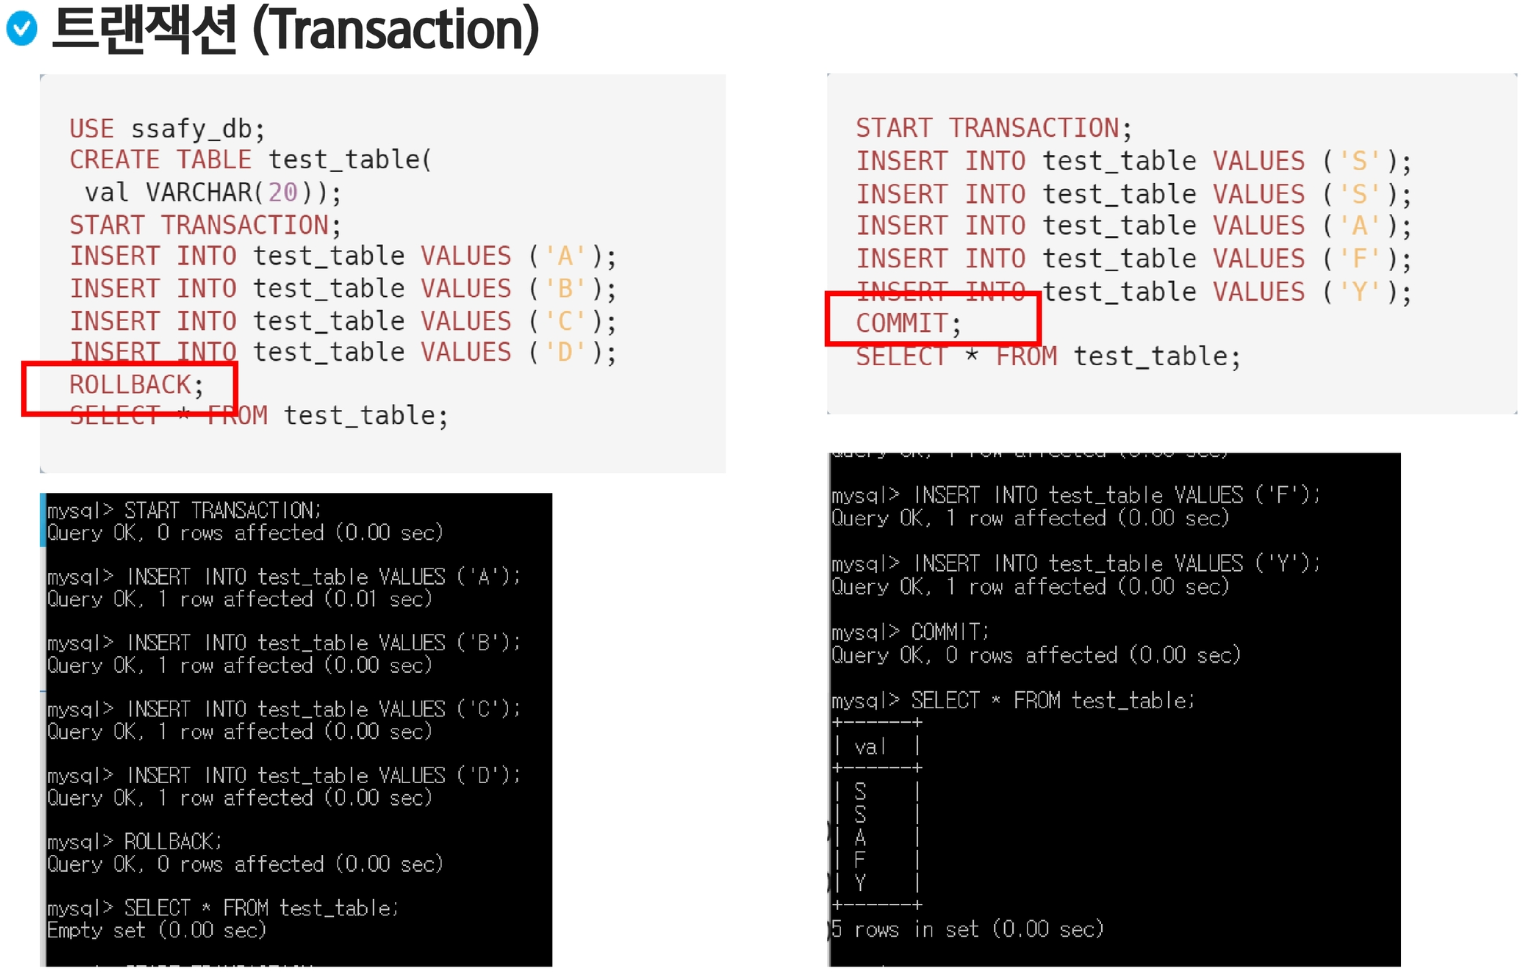 트랜잭션 (Transaction)
USE ssafy_db;
CREATE TABLE test_table(
val VARCHAR(20));
START TRANSACTION;
INSERT INTO test_table VALUES ('A');
INSERT INTO test_table VALUES ('B');
INSERT INTO test_table VALUES ('C');
INSERT INTO test_table VALUES ('D');
ROLLBACK;
SELECT * FROM test_table;
mysql> START TRANSACTION;
Query OK, 0 rows affected (0.00 sec)
mysql> INSERT INTO test_table VALUES ('A');
Query OK, 1 row affected (0.01 sec)
mysql> INSERT INTO test_table VALUES ('B');
Query OK, 1 row affected (0.00 sec)
mysql> INSERT INTO test_table VALUES ('C');
Query OK, 1 row affected (0.00 sec)
mysql> INSERT INTO test_table VALUES ('D');
Query OK, 1 row affected (0.00 sec)
mysql> ROLLBACK;
Query OK, 0 rows affected (0.00 sec)
mysql> SELECT * FROM test_table;
Empty set (0.00 sec)
START TRANSACTION;
INSERT INTO test_table VALUES ('S');
INSERT INTO test_table VALUES ('S');
INSERT INTO test_table VALUES ('A');
INSERT INTO test_table VALUES ('F');
INSERT INTO test_table VALUES ('Y');
COMMIT;
SELECT * FROM test_table;
Query OK, 1 row affected (0.00 sec)
mysql> INSERT INTO test_table VALUES ('F');
Query OK, 1 row affected (0.00 sec)
mysql> INSERT INTO test_table VALUES ('Y');
Query OK, 1 row affected (0.00 sec)
mysql> COMMIT;
Query OK, 0 rows affected (0.00 sec)
mysql> SELECT * FROM test_table;
+------+
| val |
+------+
| S |
| S |
| A |
| F |
| Y |
+------+
5 rows in set (0.00 sec)